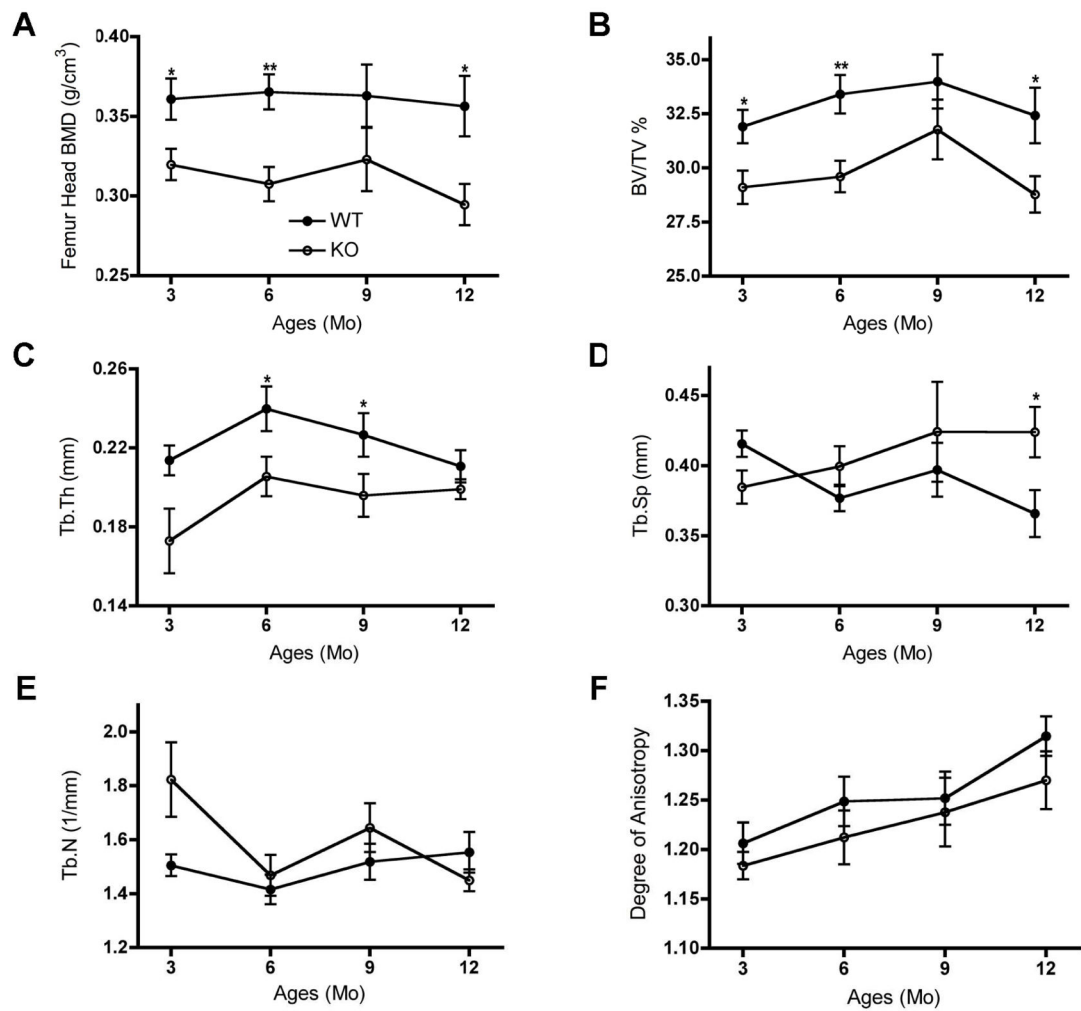 A
B
Femur Head BMD (g/cm³)
0.40
0.35
0.30
0.25
*
**
*
WT
KO
3 6 9 12
Ages (Mo)
BV/TV %
35.0
32.5
30.0
27.5
25.0
*
**
*
3 6 9 12
Ages (Mo)
C
D
Tb.Th (mm)
0.26
0.22
0.18
0.14
*
*
3 6 9 12
Ages (Mo)
Tb.Sp (mm)
0.45
0.40
0.35
0.30
*
3 6 9 12
Ages (Mo)
E
F
Tb.N (1/mm)
2.0
1.8
1.6
1.4
1.2
3 6 9 12
Ages (Mo)
Degree of Anisotropy
1.35
1.30
1.25
1.20
1.10
3 6 9 12
Ages (Mo)